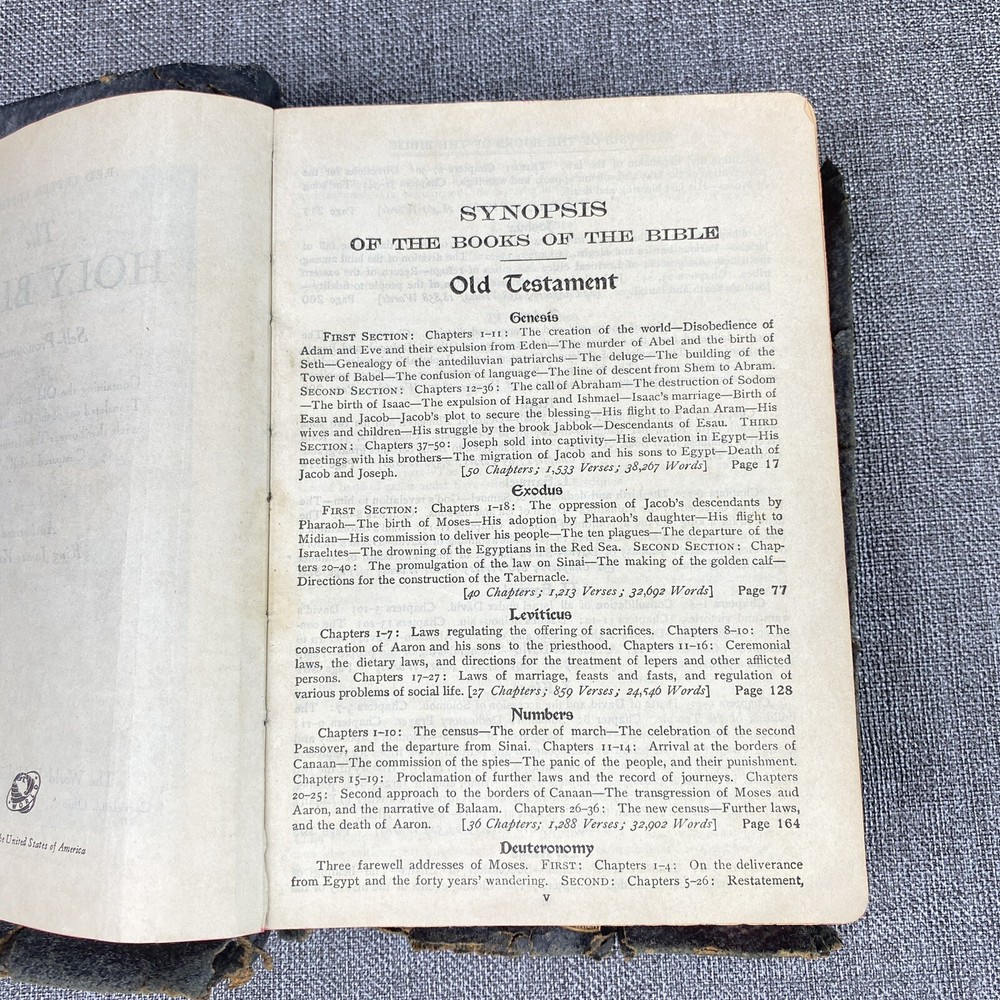 WORLD
the United States of America
SYNOPSIS
OF THE BOOKS OF THE BIBLE
Old Testament
Genesis
FIRST SECTION: Chapters 1-11: The creation of the world—Disobedience of
Adam and Eve and their expulsion from Eden—The murder of Abel and the birth of
Seth—Genealogy of the antediluvian patriarchs—The deluge—The building of the
Tower of Babel—The confusion of language—The line of descent from Shem to Abram.
SECOND SECTION: Chapters 12-36: The call of Abraham—The destruction of Sodom
—The birth of Isaac—The expulsion of Hagar and Ishmael—Isaac's marriage—Birth of
Esau and Jacob—Jacob's plot to secure the blessing—His flight to Padan Aram—His
wives and children—His struggle by the brook Jabbok—Descendants of Esau. THIRD
SECTION: Chapters 37-50: Joseph sold into captivity—His elevation in Egypt—His
meetings with his brothers—The migration of Jacob and his sons to Egypt—Death of
Jacob and Joseph. [50 Chapters; 1,533 Verses; 38,267 Words] Page 17
Exodus
FIRST SECTION: Chapters 1-18: The oppression of Jacob's descendants by
Pharaoh—The birth of Moses—His adoption by Pharaoh's daughter—His flight to
Midian—His commission to deliver his people—The ten plagues—The departure of the
Israelites—The drowning of the Egyptians in the Red Sea. SECOND SECTION: Chap-
ters 20-40: The promulgation of the law on Sinai—The making of the golden calf—
Directions for the construction of the Tabernacle.
[40 Chapters; 1,213 Verses; 32,692 Words] Page 77
Leviticus
Chapters 1-7: Laws regulating the offering of sacrifices. Chapters 8-10: The
consecration of Aaron and his sons to the priesthood. Chapters 11-16: Ceremonial
laws, the dietary laws, and directions for the treatment of lepers and other afflicted
persons. Chapters 17-27: Laws of marriage, feasts and fasts, and regulation of
various problems of social life. [27 Chapters; 859 Verses; 24,546 Words] Page 128
Numbers
Chapters 1-10: The census—The order of march—The celebration of the second
Passover, and the departure from Sinai. Chapters 11-14: Arrival at the borders of
Canaan—The commission of the spies—The panic of the people, and their punishment.
Chapters 15-19: Proclamation of further laws and the record of journeys. Chapters
20-25: Second approach to the borders of Canaan—The transgression of Moses and
Aaron, and the narrative of Balaam. Chapters 26-36: The new census—Further laws,
and the death of Aaron. [36 Chapters; 1,288 Verses; 32,902 Words] Page 164
Deuteronomy
Three farewell addresses of Moses. FIRST: Chapters 1-4: On the deliverance
from Egypt and the forty years' wandering. SECOND: Chapters 5-26: Restatement,
v